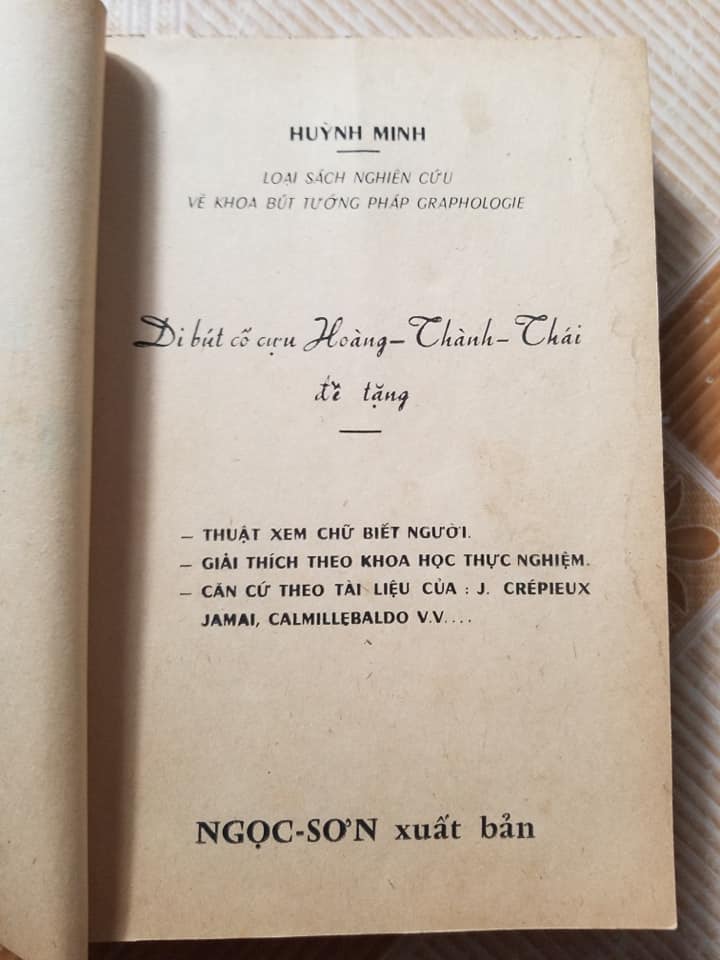 HUỲNH MINH
LOẠI SÁCH NGHIÊN CỨU
VỀ KHOA BÚT TƯỚNG PHÁP GRAPHOLOGIE
Di bút cố cựu Hoàng-Thành-Thái
đề tặng
- THUẬT XEM CHỮ BIẾT NGƯỜI.
- GIẢI THÍCH THEO KHOA HỌC THỰC NGHIỆM.
- CĂN CỨ THEO TÀI LIỆU CỦA : J. CRÉPIEUX
JAMAI, CALMILLEBALDO V.V....
NGỌC-SƠN xuất bản